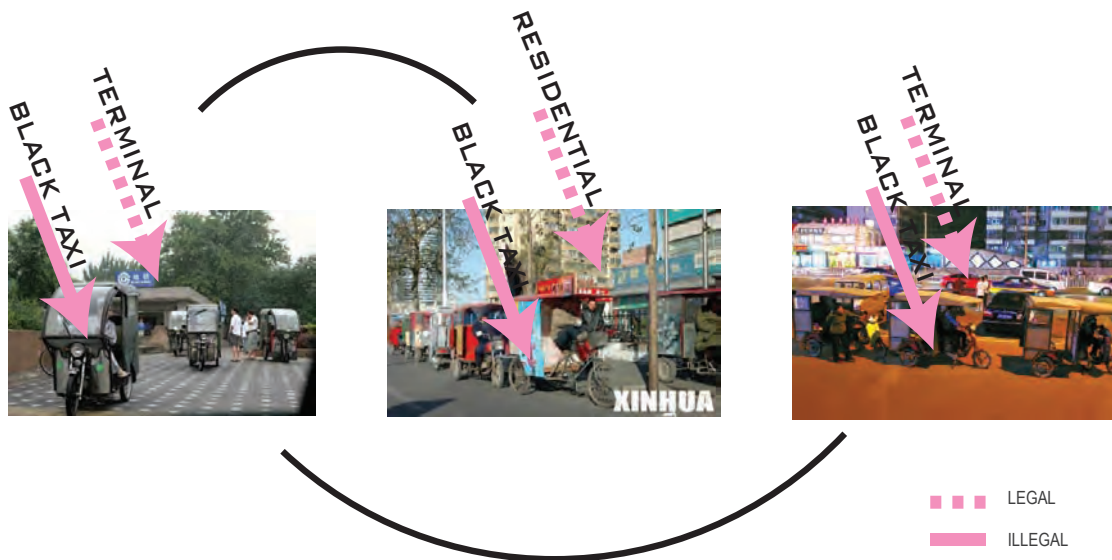 TERMINAL
BLACK TAXI
RESIDENTIAL
BLACK TAXI
TERMINAL
BLACK TAXI
XINHUA
LEGAL
ILLEGAL